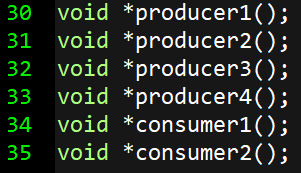 30 void *producer1();
31 void *producer2();
32 void *producer3();
33 void *producer4();
34 void *consumer1();
35 void *consumer2();